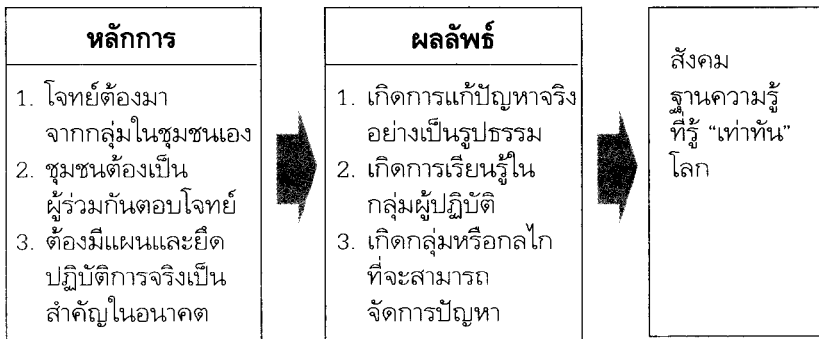 หลักการ
1. โจทย์ต้องมา
จากกลุ่มในชุมชนเอง
2. ชุมชนต้องเป็น
ผู้ร่วมกันตอบโจทย์
3. ต้องมีแผนและยึด
ปฏิบัติการจริงเป็น
สำคัญในอนาคต
ผลลัพธ์
1. เกิดการแก้ปัญหาจริง
อย่างเป็นรูปธรรม
2. เกิดการเรียนรู้ใน
กลุ่มผู้ปฏิบัติ
3. เกิดกลุ่มหรือกลไก
ที่จะสามารถ
จัดการปัญหา
สังคม
ฐานความรู้
ที่รู้ “เท่าทัน”
โลก